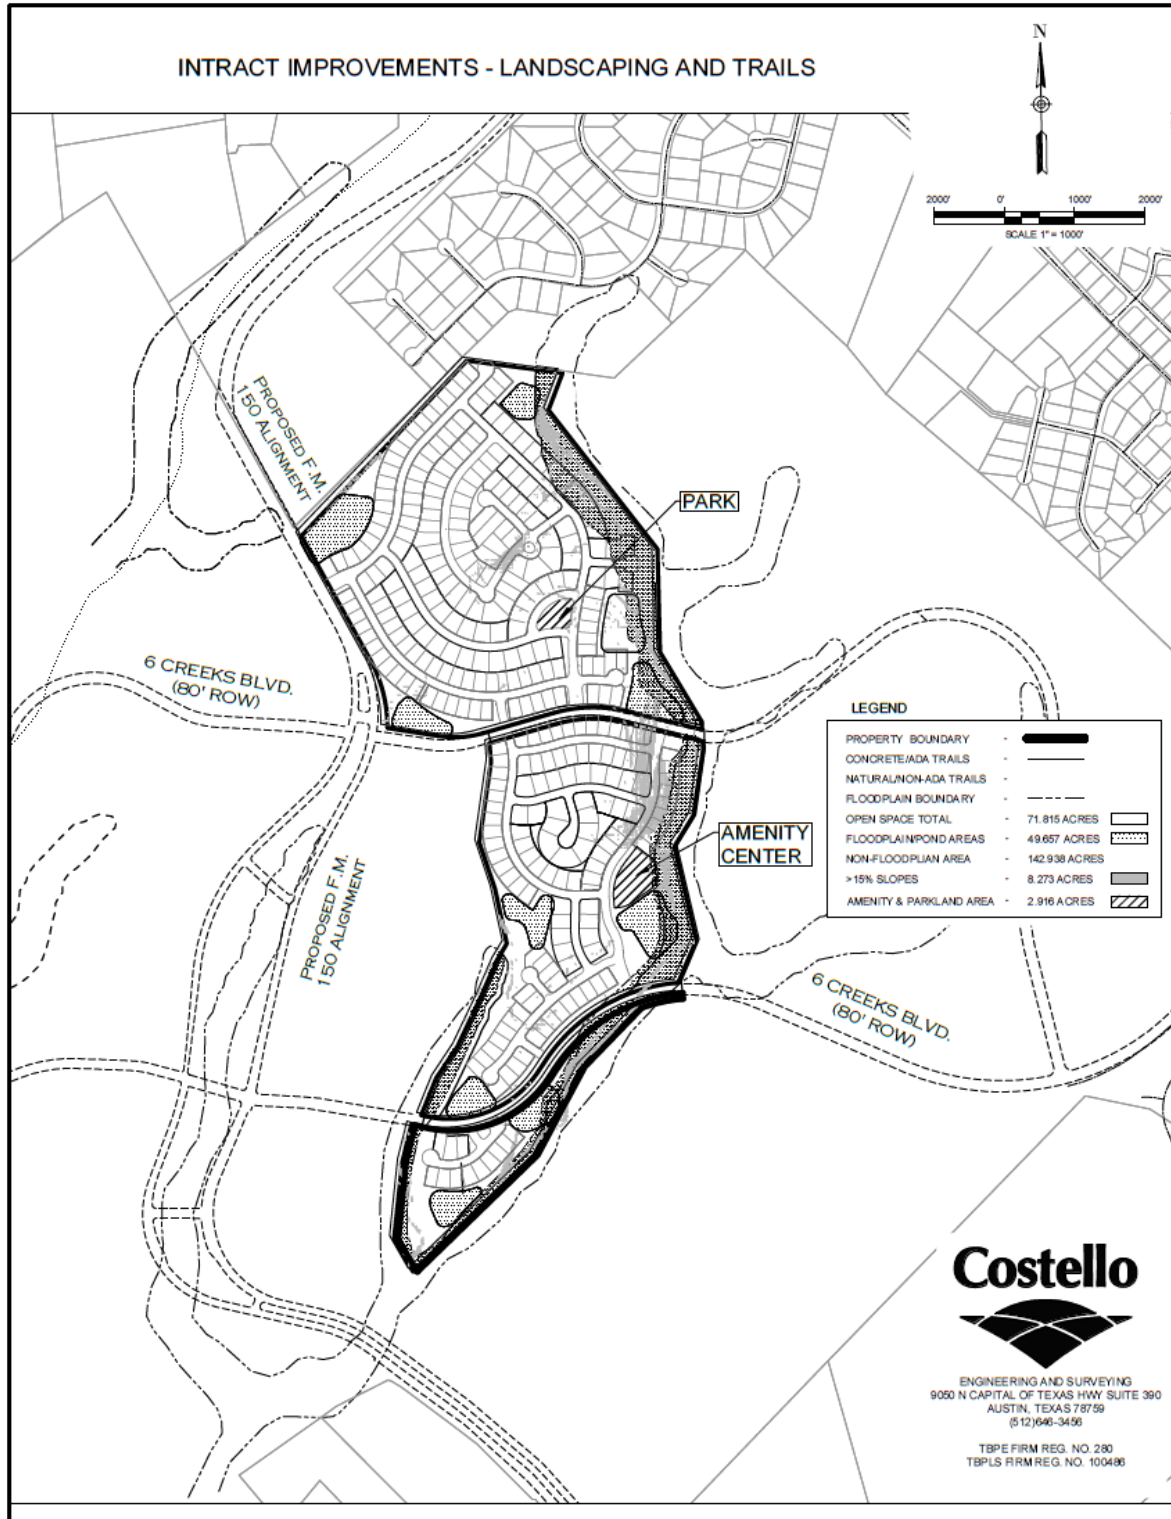 INTRACT IMPROVEMENTS - LANDSCAPING AND TRAILS
N
2000' 0' 1000' 2000'
SCALE 1" = 1000'
PROPOSED F.M.
150 ALIGNMENT
PARK
6 CREEKS BLVD.
(80' ROW)
LEGEND
PROPERTY BOUNDARY -
CONCRETE/ADA TRAILS -
NATURAL/NON-ADA TRAILS -
FLOODPLAIN BOUNDARY -
OPEN SPACE TOTAL - 71.815 ACRES
FLOODPLAIN/POND AREAS - 49.657 ACRES
NON-FLOODPLIAN AREA - 142.938 ACRES
>15% SLOPES - 8.273 ACRES
AMENITY & PARKLAND AREA - 2.916 ACRES
AMENITY
CENTER
PROPOSED F.M.
150 ALIGNMENT
6 CREEKS BLVD.
(80' ROW)
Costello
ENGINEERING AND SURVEYING
9050 N CAPITAL OF TEXAS HWY SUITE 390
AUSTIN, TEXAS 78759
(512)646-3456
TBPE FIRM REG. NO. 280
TBPLS FIRM REG. NO. 100486